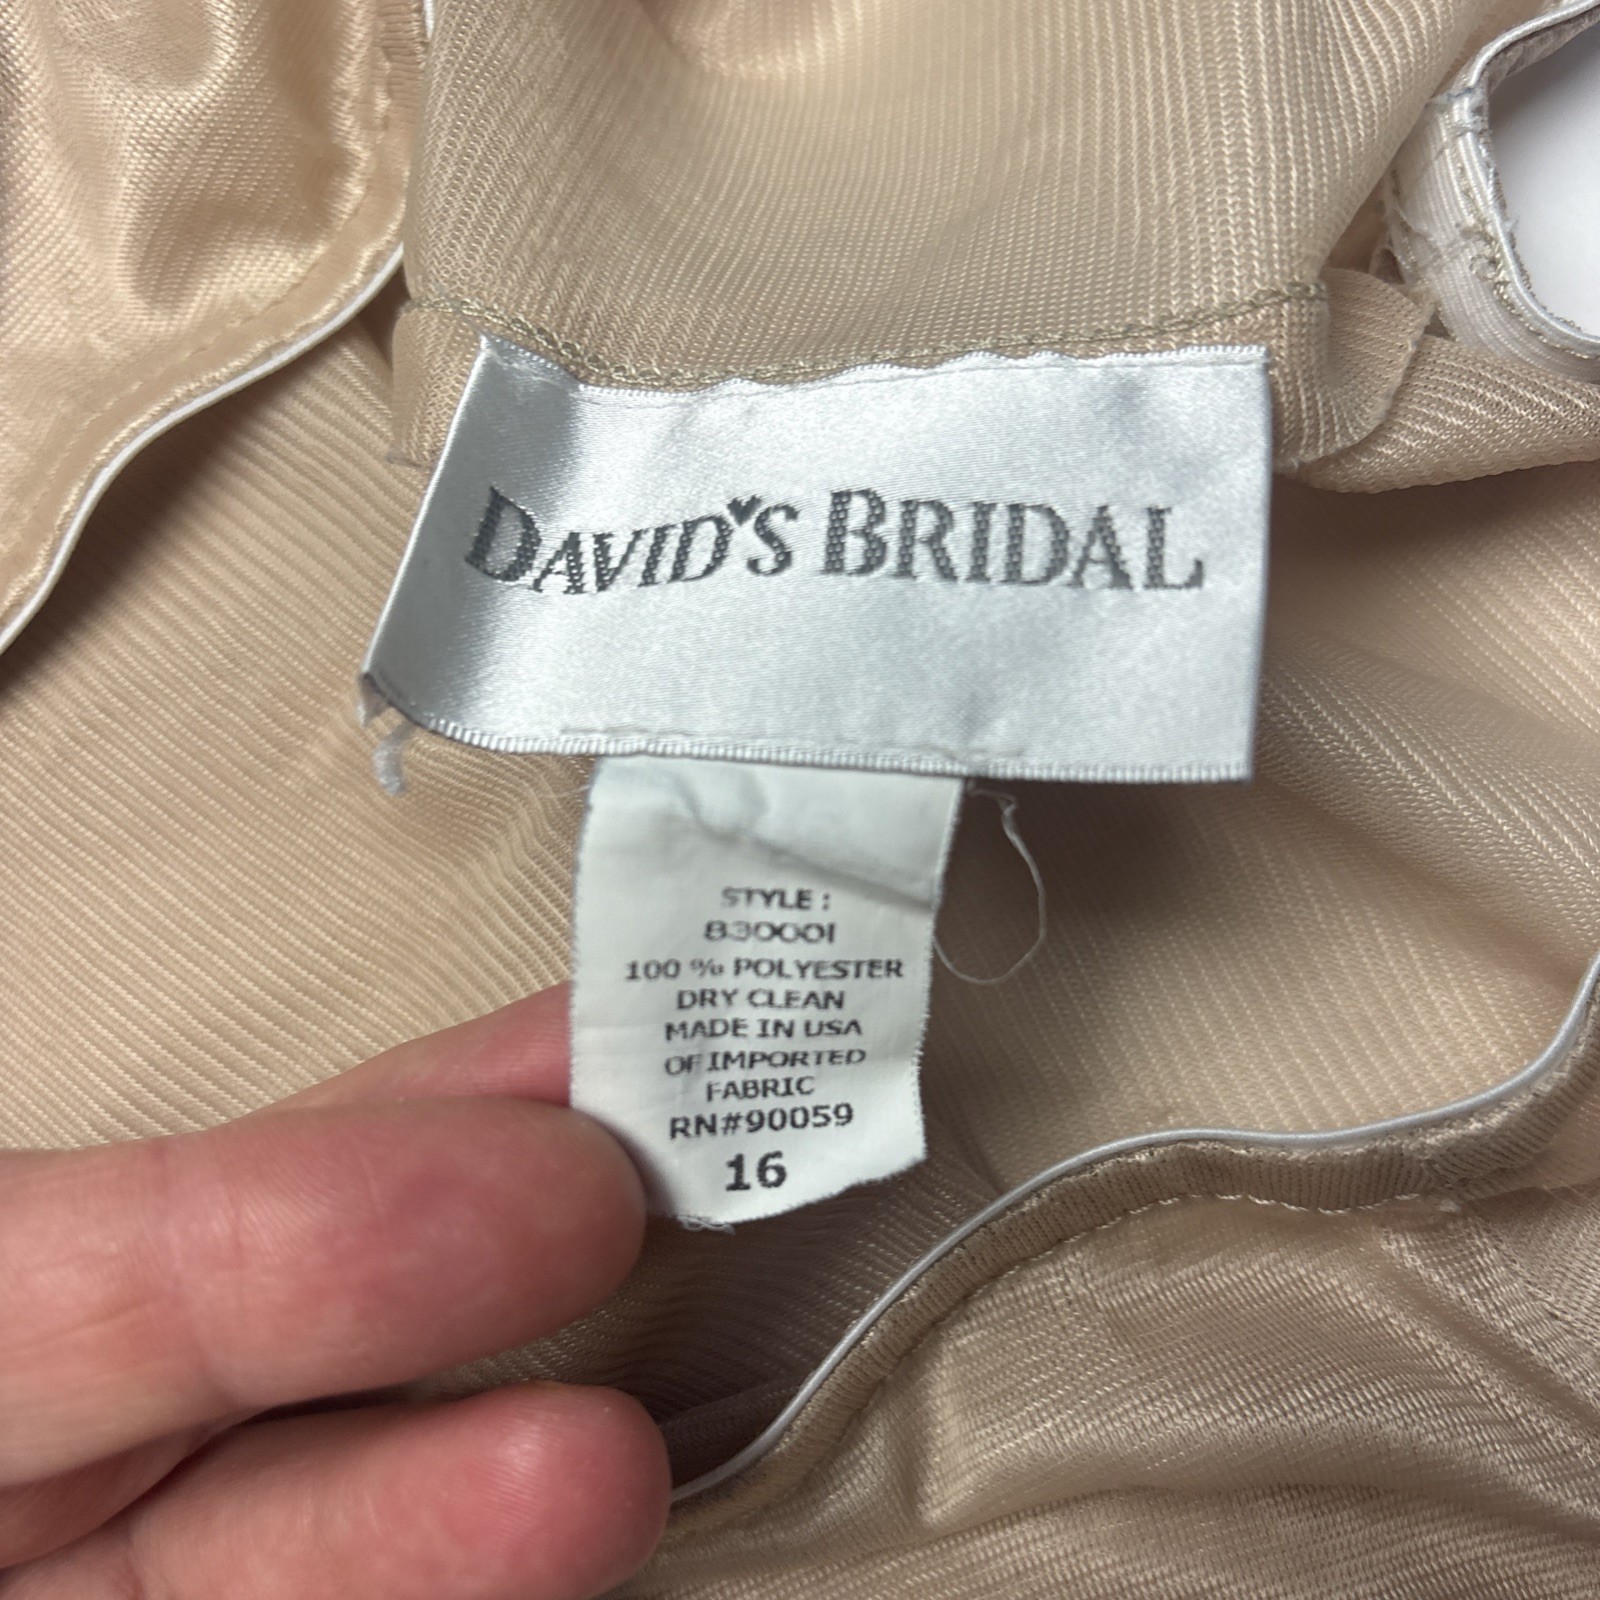 DAVID'S BRIDAL
STYLE :
830001
100 % POLYESTER
DRY CLEAN
MADE IN USA
OF IMPORTED
FABRIC
RN#90059
16